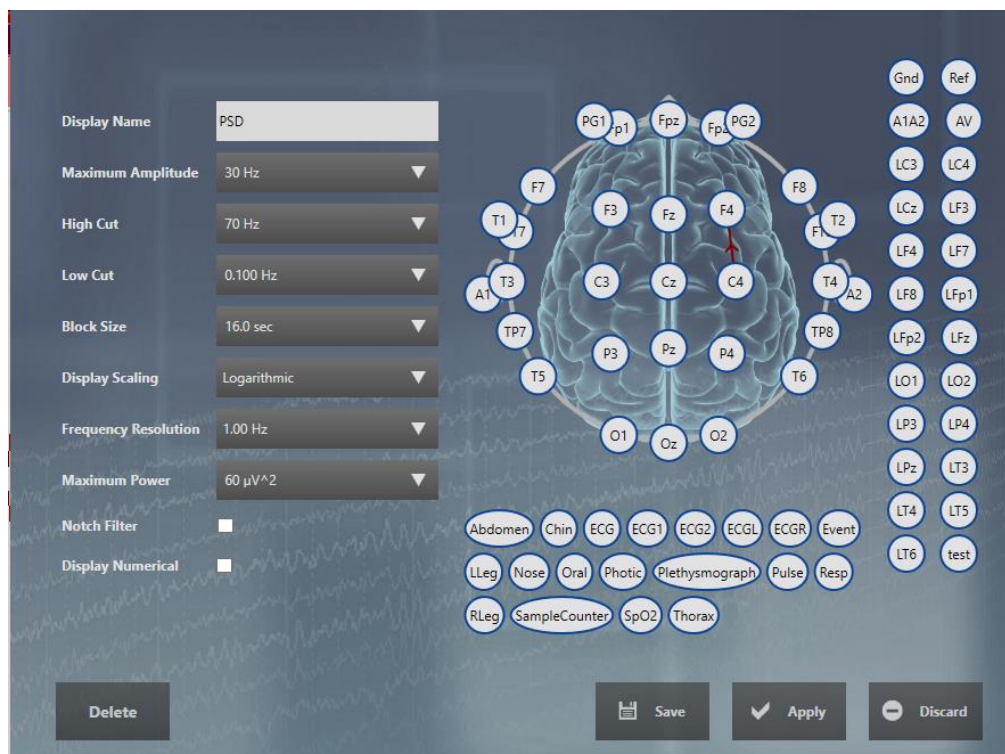 Display Name PSD
Maximum Amplitude 30 Hz
High Cut 70 Hz
Low Cut 0.100 Hz
Block Size 16.0 sec
Display Scaling Logarithmic
Frequency Resolution 1.00 Hz
Maximum Power 60 µV^2
Notch Filter
Display Numerical
PG1 Fp1 Fpz PG2
F7 F8
T1 F3 Fz F4 T2
A1 T3 C3 Cz C4 T4 A2
TP7 TP8
P3 Pz P4
T5 T6
O1 Oz O2
Gnd Ref
A1A2 AV
LC3 LC4
LCz LF3
LF4 LF7
LF8 LFp1
LFp2 LFz
LO1 LO2
LP3 LP4
LPz LT3
LT4 LT5
LT6 test
Abdomen Chin ECG ECG1 ECG2 ECGL ECGR Event
LLeg Nose Oral Photic Plethysmograph Pulse Resp
RLeg SampleCounter SpO2 Thorax
Delete Save Apply Discard